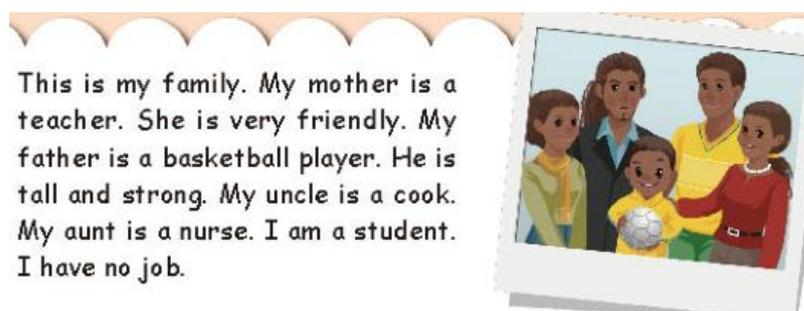 This is my family. My mother is a
teacher. She is very friendly. My
father is a basketball player. He is
tall and strong. My uncle is a cook.
My aunt is a nurse. I am a student.
I have no job.